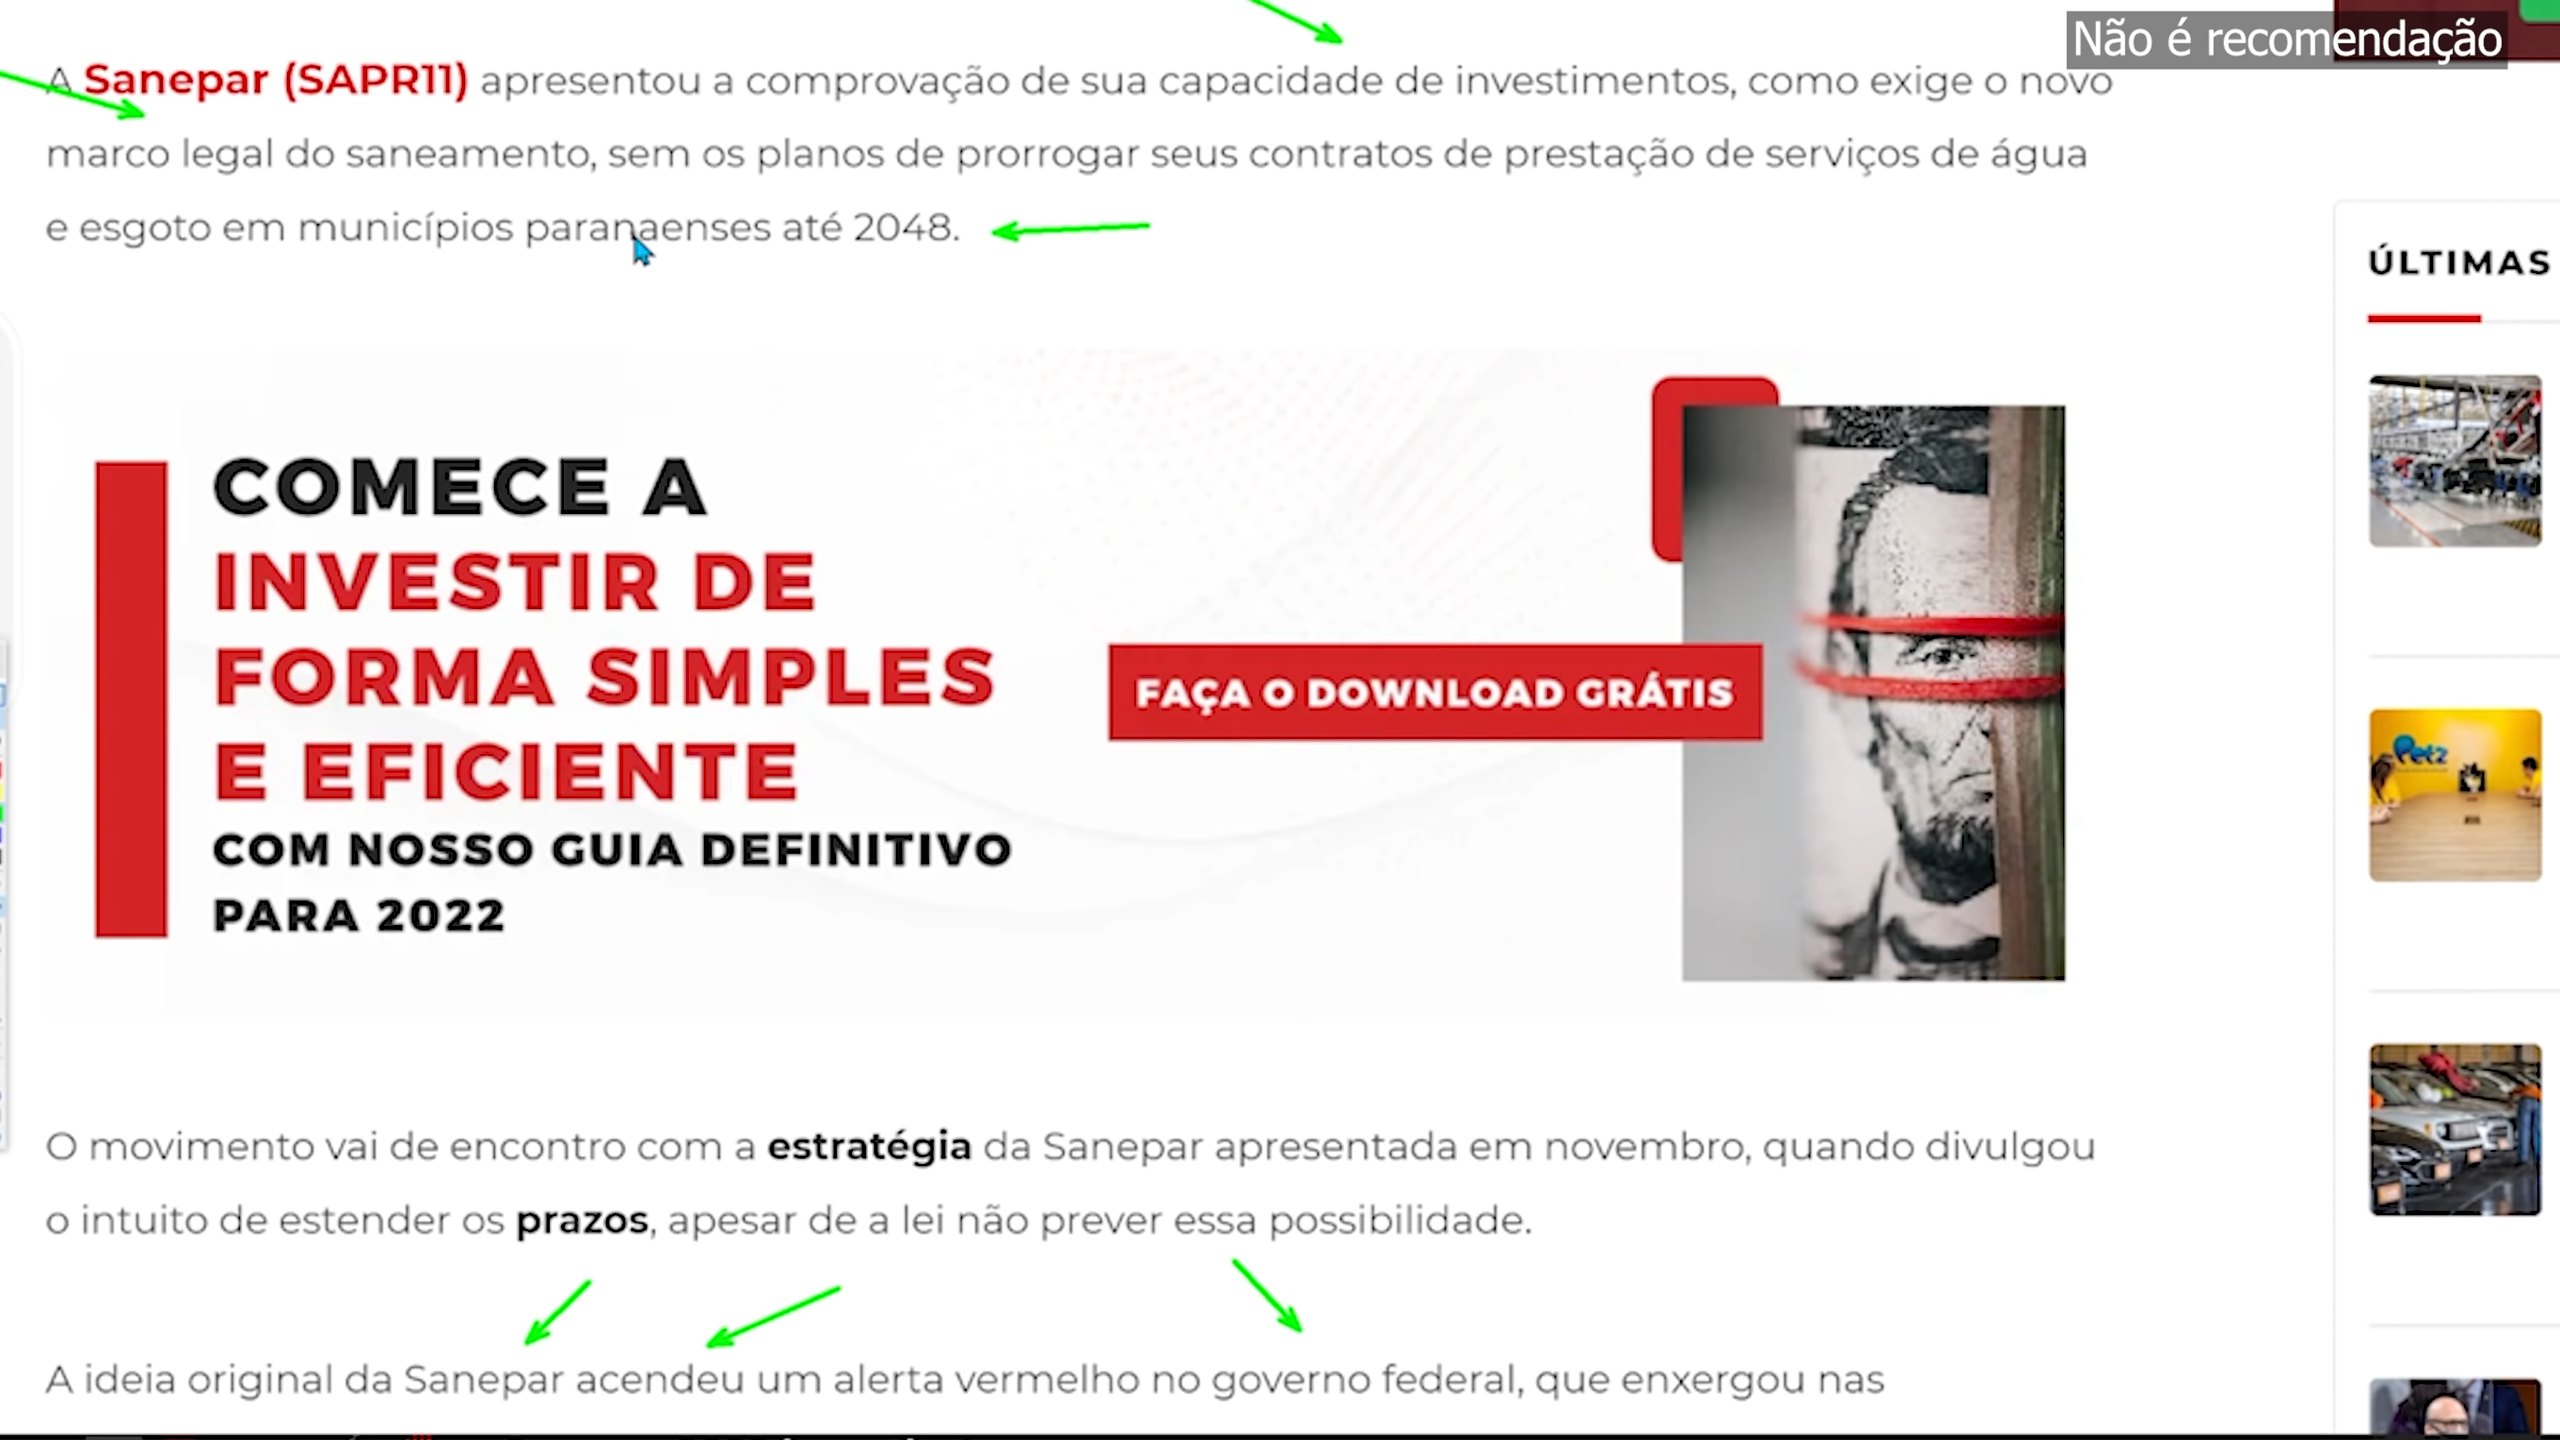 Não é recomendação
A Sanepar (SAPR11) apresentou a comprovação de sua capacidade de investimentos, como exige o novo
marco legal do saneamento, sem os planos de prorrogar seus contratos de prestação de serviços de água
e esgoto em municípios paranaenses até 2048.
ÚLTIMAS
COMECE A
INVESTIR DE
FORMA SIMPLES
E EFICIENTE
COM NOSSO GUIA DEFINITIVO
PARA 2022
FAÇA O DOWNLOAD GRÁTIS
Petz
O movimento vai de encontro com a estratégia da Sanepar apresentada em novembro, quando divulgou
o intuito de estender os prazos, apesar de a lei não prever essa possibilidade.
A ideia original da Sanepar acendeu um alerta vermelho no governo federal, que enxergou nas